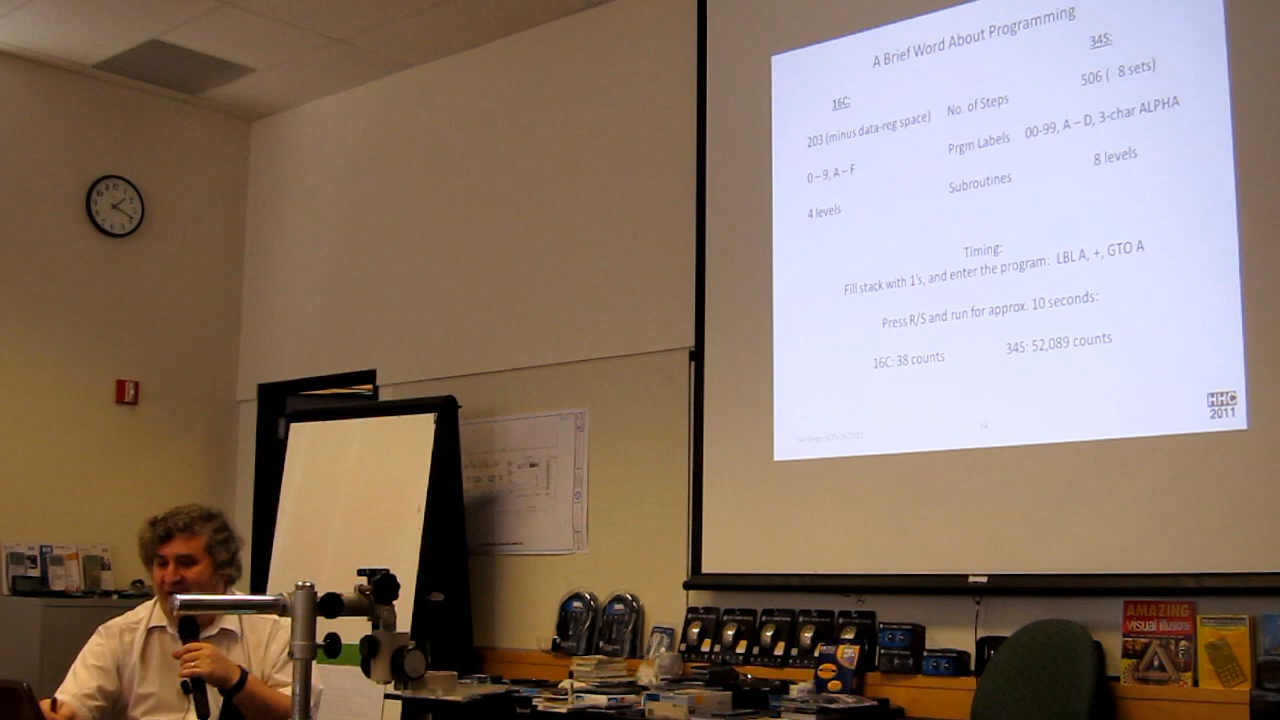 A Brief Word About Programming
16C:
34S:
203 (minus data-reg space) No. of Steps 506 ( 8 sets)
0 – 9, A – F Prgm Labels 00-99, A – D, 3-char ALPHA
4 levels Subroutines 8 levels
Timing:
Fill stack with 1's, and enter the program: LBL A, +, GTO A
Press R/S and run for approx. 10 seconds:
16C: 38 counts 34S: 52,089 counts
HHC
2011
AMAZING
visual illusions